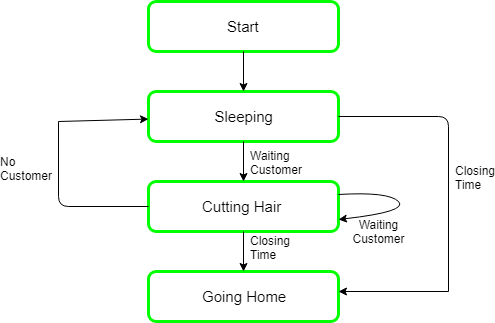 Start
Sleeping
Waiting
Customer
No
Customer
Closing
Time
Cutting Hair
Waiting
Customer
Closing
Time
Going Home